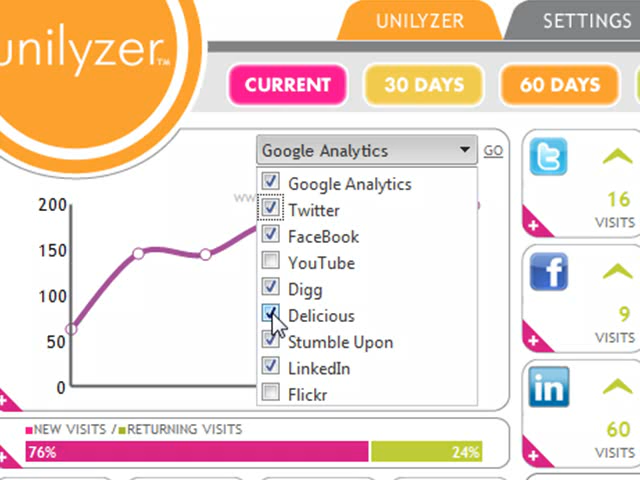 unilyzer™
UNILYZER
SETTINGS
CURRENT
30 DAYS
60 DAYS
Google Analytics
GO
Google Analytics
Twitter
FaceBook
YouTube
Digg
Delicious
Stumble Upon
LinkedIn
Flickr
200
150
100
50
0
16
VISITS
9
VISITS
in
60
VISITS
NEW VISITS / RETURNING VISITS
76%
24%